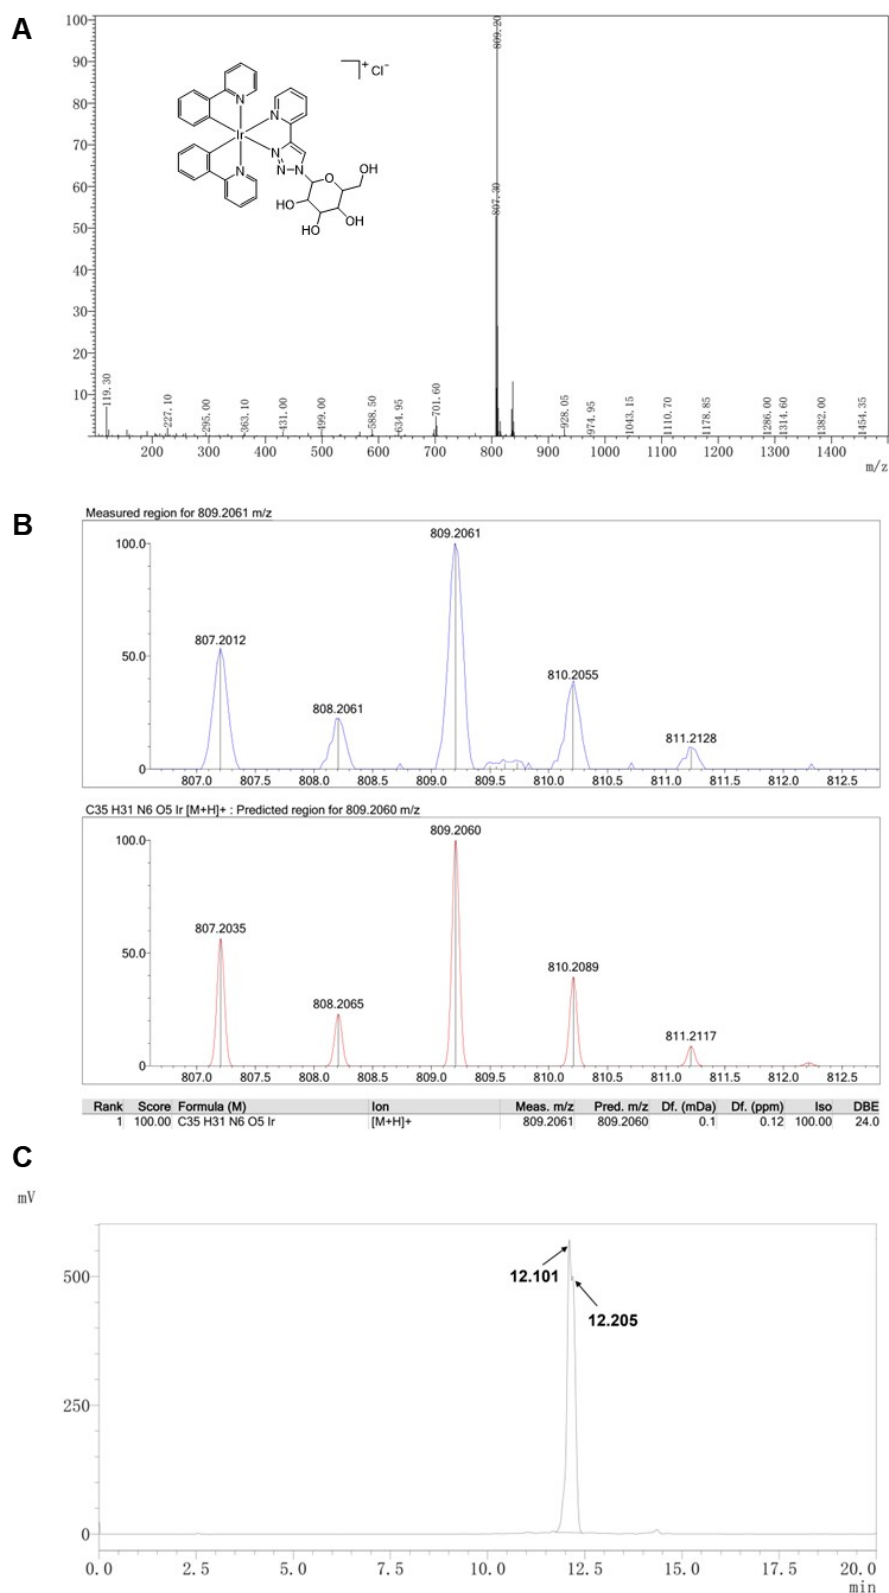 A
100
90
80
70
60
50
40
30
20
10
809.20
807.30
119.30
227.10
295.00
363.10
431.00
499.00
588.50
634.95
701.60
928.05
974.95
1043.15
1110.70
1178.85
1286.00
1314.60
1382.00
1454.35
200 300 400 500 600 700 800 900 1000 1100 1200 1300 1400
m/z
+ Cl-
N
N
Ir
N
N
N
N
O
OH
HO
HO
OH
B
Measured region for 809.2061 m/z
809.2061
100.0
807.2012
50.0
810.2055
808.2061
811.2128
0
807.0 807.5 808.0 808.5 809.0 809.5 810.0 810.5 811.0 811.5 812.0 812.5
C35 H31 N6 O5 Ir [M+H]+ : Predicted region for 809.2060 m/z
809.2060
100.0
807.2035
50.0
810.2089
808.2065
811.2117
0
807.0 807.5 808.0 808.5 809.0 809.5 810.0 810.5 811.0 811.5 812.0 812.5
Rank Score Formula (M) Ion Meas. m/z Pred. m/z Df. (mDa) Df. (ppm) Iso DBE
1 100.00 C35 H31 N6 O5 Ir [M+H]+ 809.2061 809.2060 0.1 0.12 100.00 24.0
C
mV
500
250
0
12.101
12.205
0.0 2.5 5.0 7.5 10.0 12.5 15.0 17.5 20.0
min